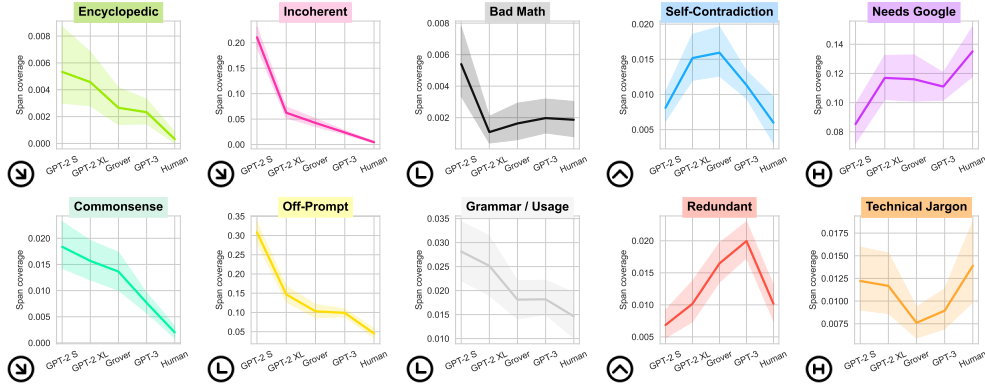 Encyclopedic
Span coverage
0.008
0.006
0.004
0.002
0.000
GPT-2 S
GPT-2 XL
Grover
GPT-3
Human
Incoherent
Span coverage
0.20
0.15
0.10
0.05
0.00
GPT-2 S
GPT-2 XL
Grover
GPT-3
Human
Bad Math
Span coverage
0.008
0.006
0.004
0.002
GPT-2 S
GPT-2 XL
Grover
GPT-3
Human
Self-Contradiction
Span coverage
0.020
0.015
0.010
0.005
GPT-2 S
GPT-2 XL
Grover
GPT-3
Human
Needs Google
Span coverage
0.14
0.12
0.10
0.08
GPT-2 S
GPT-2 XL
Grover
GPT-3
Human
Commonsense
Span coverage
0.020
0.015
0.010
0.005
0.000
GPT-2 S
GPT-2 XL
Grover
GPT-3
Human
Off-Prompt
Span coverage
0.35
0.30
0.25
0.20
0.15
0.10
0.05
GPT-2 S
GPT-2 XL
Grover
GPT-3
Human
Grammar / Usage
Span coverage
0.035
0.030
0.025
0.020
0.015
0.010
GPT-2 S
GPT-2 XL
Grover
GPT-3
Human
Redundant
Span coverage
0.020
0.015
0.010
0.005
GPT-2 S
GPT-2 XL
Grover
GPT-3
Human
Technical Jargon
Span coverage
0.0175
0.0150
0.0125
0.0100
0.0075
GPT-2 S
GPT-2 XL
Grover
GPT-3
Human